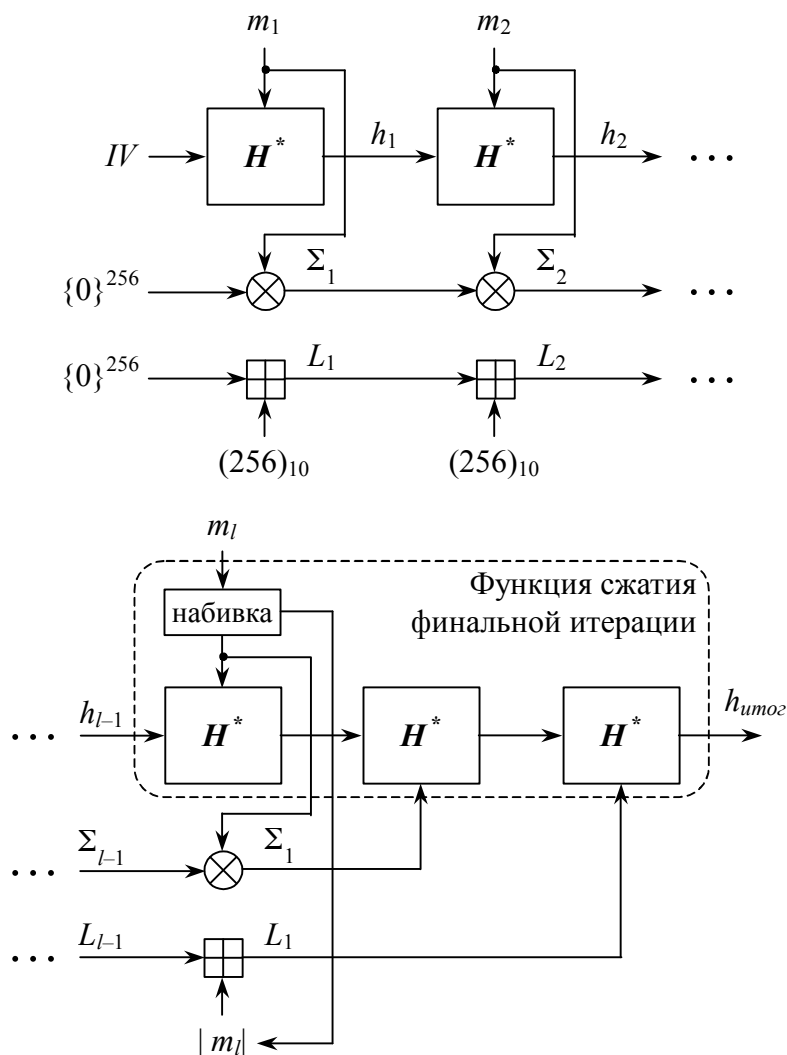 m₁ m₂
IV H* h₁ H* h₂ ...
{0}²⁵⁶ Σ₁ Σ₂ ...
{0}²⁵⁶ L₁ L₂ ...
(256)₁₀ (256)₁₀
mₗ
Функция сжатия
финальной итерации
набивка
... hₗ₋₁ H* H* H* hитог
... Σₗ₋₁ Σ₁
... Lₗ₋₁ L₁
| mₗ|